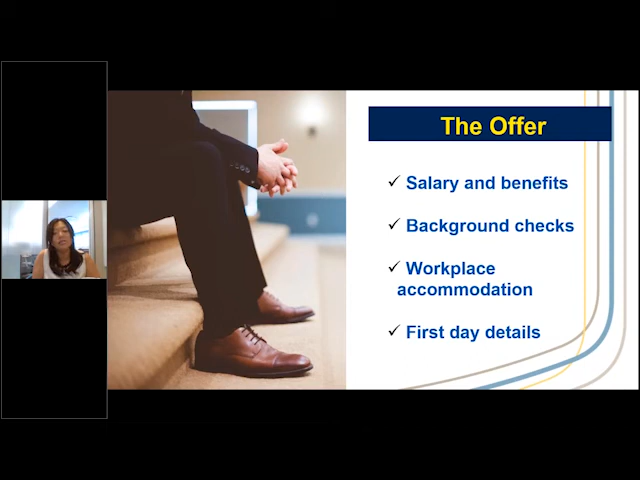 The Offer
✓ Salary and benefits
✓ Background checks
✓ Workplace
accommodation
✓ First day details